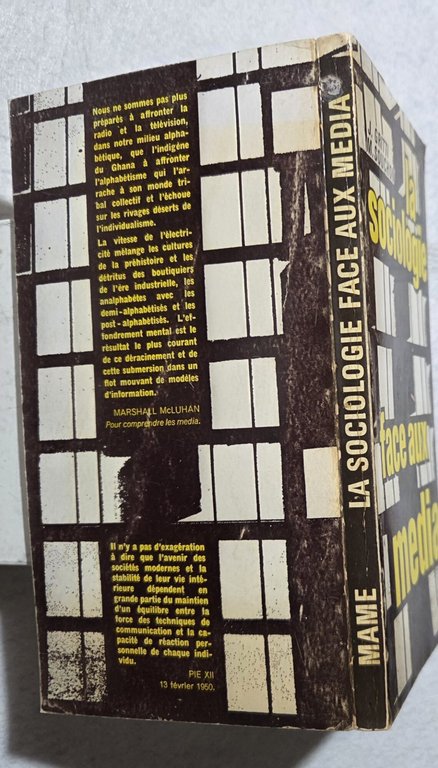 Nous ne sommes pas plus
préparés à affronter la
radio et la télévision,
dans notre milieu alpha-
bétique, que l'indigène
du Ghana à affronter
l'alphabétisme qui l'ar-
rache à son monde tri-
bal collectif et l'échoue
sur les rivages déserts de
l'individualisme.
La vitesse de l'électri-
cité mélange les cultures
de la préhistoire et les
détritus des boutiquiers
de l'ère industrielle, les
analphabètes avec les
demi-alphabétisés et les
post-alphabétisés. L'ef-
fondrement mental est le
résultat le plus courant
de ce déracinement et de
cette submersion dans un
flot mouvant de modèles
d'information.
MARSHALL McLUHAN
Pour comprendre les media.
Il n'y a pas d'exagération
à dire que l'avenir des
sociétés modernes et la
stabilité de leur vie inté-
rieure dépendent en
grande partie du maintien
d'un équilibre entre la
force des techniques de
communication et la ca-
pacité de réaction per-
sonnelle de chaque indi-
vidu.
PIE XII
13 février 1950.
MAME LA SOCIOLOGIE FACE AUX MEDIA
la
sociologie
face aux
media